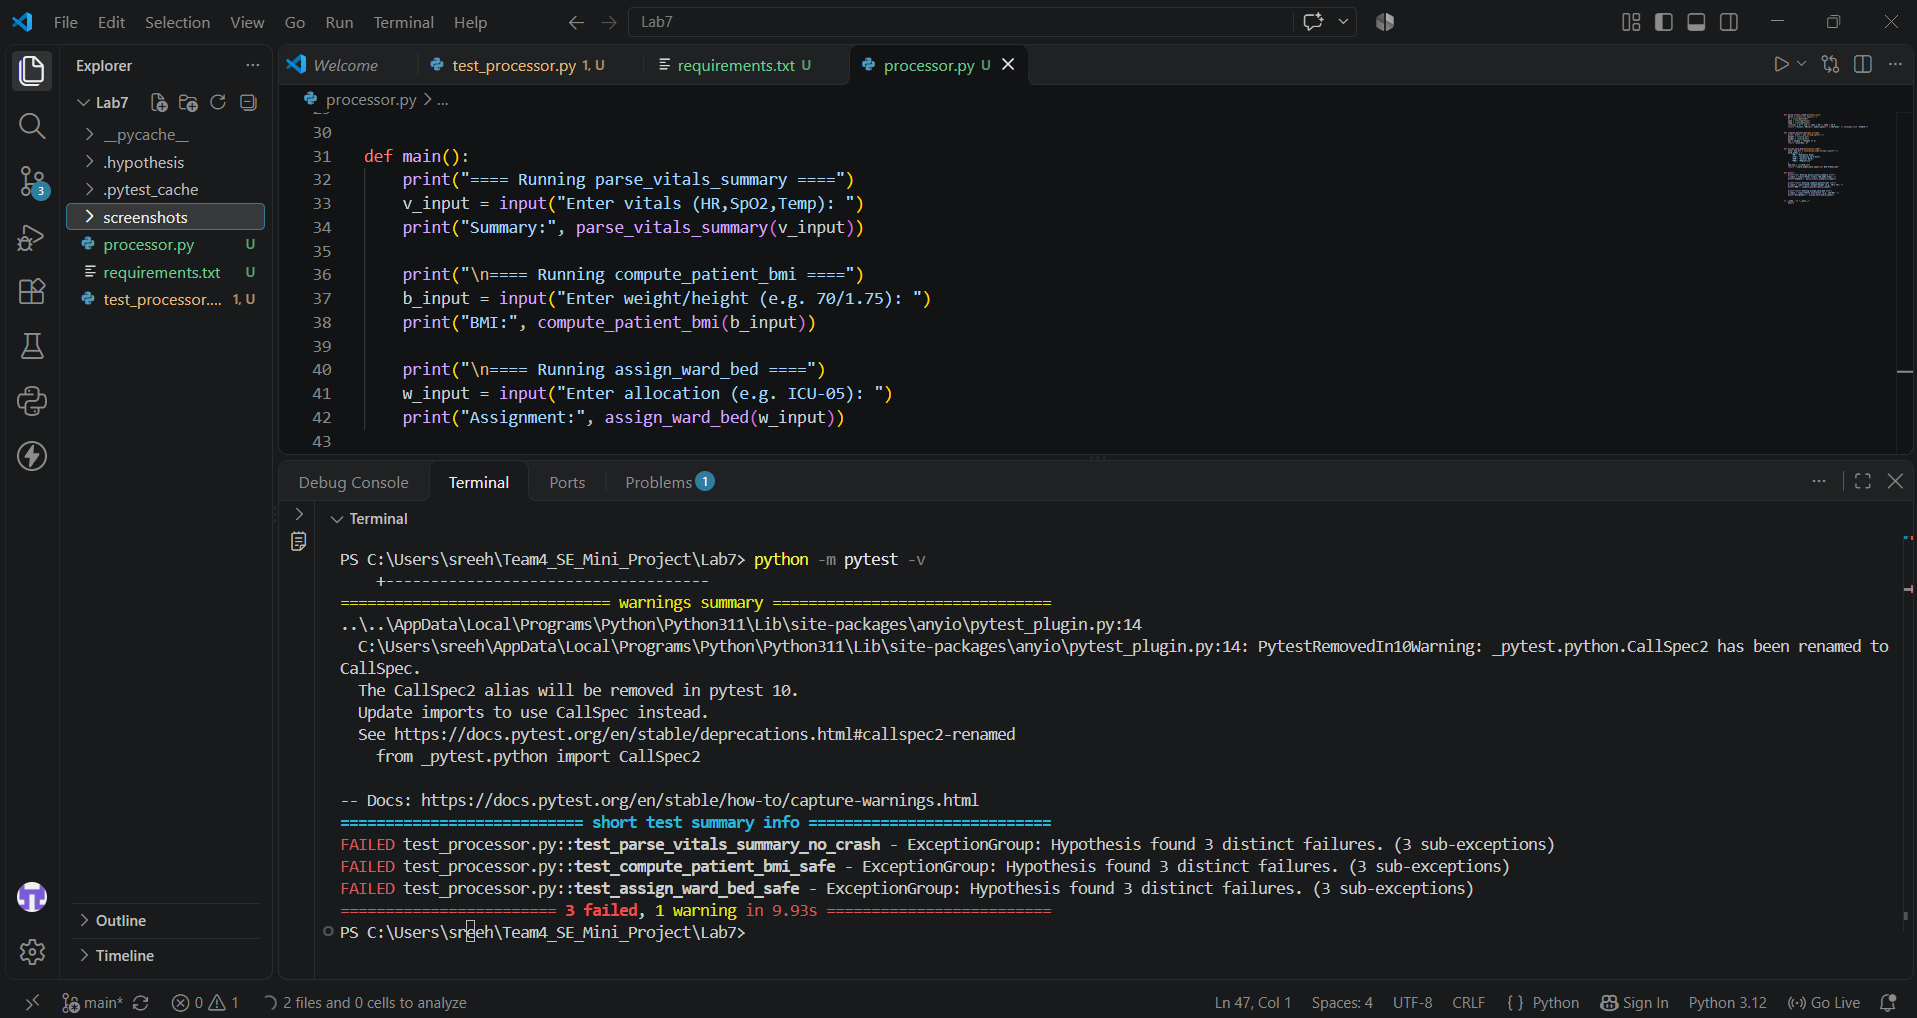 File Edit Selection View Go Run Terminal Help
Lab7
Explorer
Lab7
__pycache__
.hypothesis
.pytest_cache
screenshots
processor.py U
requirements.txt U
test_processor.... 1, U
Outline
Timeline
3
Welcome
test_processor.py 1, U
requirements.txt U
processor.py U
processor.py > ...
30
31 def main():
32 print("==== Running parse_vitals_summary ====")
33 v_input = input("Enter vitals (HR,SpO2,Temp): ")
34 print("Summary:", parse_vitals_summary(v_input))
35
36 print("\n==== Running compute_patient_bmi ====")
37 b_input = input("Enter weight/height (e.g. 70/1.75): ")
38 print("BMI:", compute_patient_bmi(b_input))
39
40 print("\n==== Running assign_ward_bed ====")
41 w_input = input("Enter allocation (e.g. ICU-05): ")
42 print("Assignment:", assign_ward_bed(w_input))
43
Debug Console Terminal Ports Problems 1
Terminal
PS C:\Users\sreeh\Team4_SE_Mini_Project\Lab7> python -m pytest -v
+------------------------------------
============================== warnings summary ===============================
..\..\AppData\Local\Programs\Python\Python311\Lib\site-packages\anyio\pytest_plugin.py:14
C:\Users\sreeh\AppData\Local\Programs\Python\Python311\Lib\site-packages\anyio\pytest_plugin.py:14: PytestRemovedIn10Warning: _pytest.python.CallSpec2 has been renamed to
CallSpec.
The CallSpec2 alias will be removed in pytest 10.
Update imports to use CallSpec instead.
See https://docs.pytest.org/en/stable/deprecations.html#callspec2-renamed
from _pytest.python import CallSpec2
-- Docs: https://docs.pytest.org/en/stable/how-to/capture-warnings.html
=========================== short test summary info ===========================
FAILED test_processor.py::test_parse_vitals_summary_no_crash - ExceptionGroup: Hypothesis found 3 distinct failures. (3 sub-exceptions)
FAILED test_processor.py::test_compute_patient_bmi_safe - ExceptionGroup: Hypothesis found 3 distinct failures. (3 sub-exceptions)
FAILED test_processor.py::test_assign_ward_bed_safe - ExceptionGroup: Hypothesis found 3 distinct failures. (3 sub-exceptions)
======================== 3 failed, 1 warning in 9.93s =========================
PS C:\Users\sreeh\Team4_SE_Mini_Project\Lab7>
main* 0 1 2 files and 0 cells to analyze Ln 47, Col 1 Spaces: 4 UTF-8 CRLF { } Python Sign In Python 3.12 Go Live